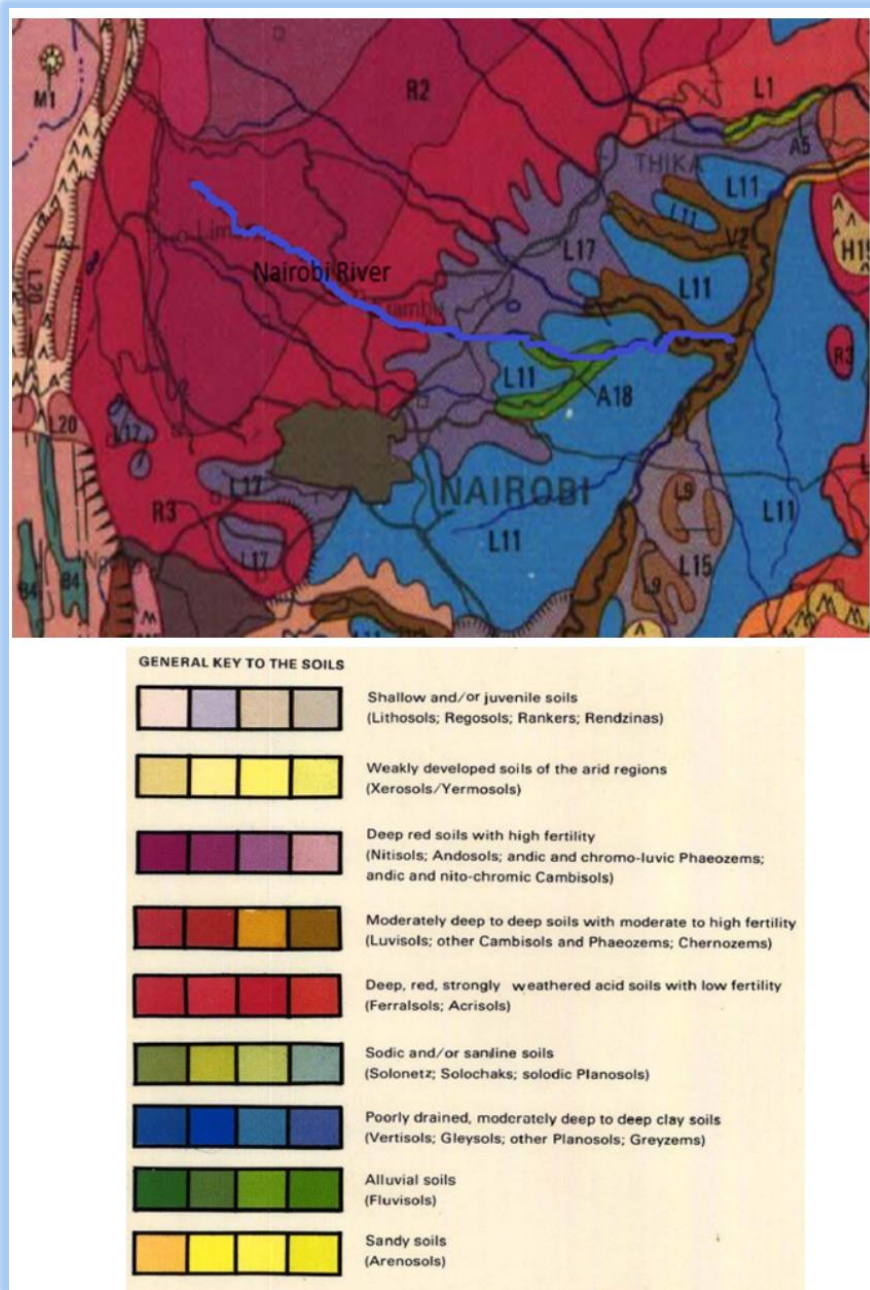 M1
R2
L1
A5
THIKA
L11
L11
V2
H15
L17
L20
Nairobi River
L11
R3
L11
A18
L20
L17
L17
NAIROBI
L9
R3
L11
L11
L17
L15
B4
B4
L9
GENERAL KEY TO THE SOILS
Shallow and/or juvenile soils
(Lithosols; Regosols; Rankers; Rendzinas)
Weakly developed soils of the arid regions
(Xerosols/Yermosols)
Deep red soils with high fertility
(Nitisols; Andosols; andic and chromo-luvic Phaeozems;
andic and nito-chromic Cambisols)
Moderately deep to deep soils with moderate to high fertility
(Luvisols; other Cambisols and Phaeozems; Chernozems)
Deep, red, strongly weathered acid soils with low fertility
(Ferralsols; Acrisols)
Sodic and/or sanline soils
(Solonetz; Solochaks; solodic Planosols)
Poorly drained, moderately deep to deep clay soils
(Vertisols; Gleysols; other Planosols; Greyzems)
Alluvial soils
(Fluvisols)
Sandy soils
(Arenosols)